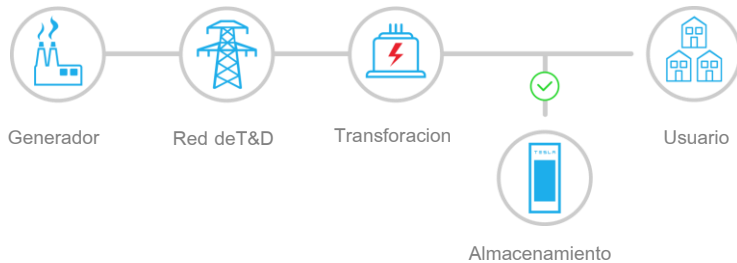 Generador
Red deT&D
Transforacion
Usuario
TESLA
Almacenamiento